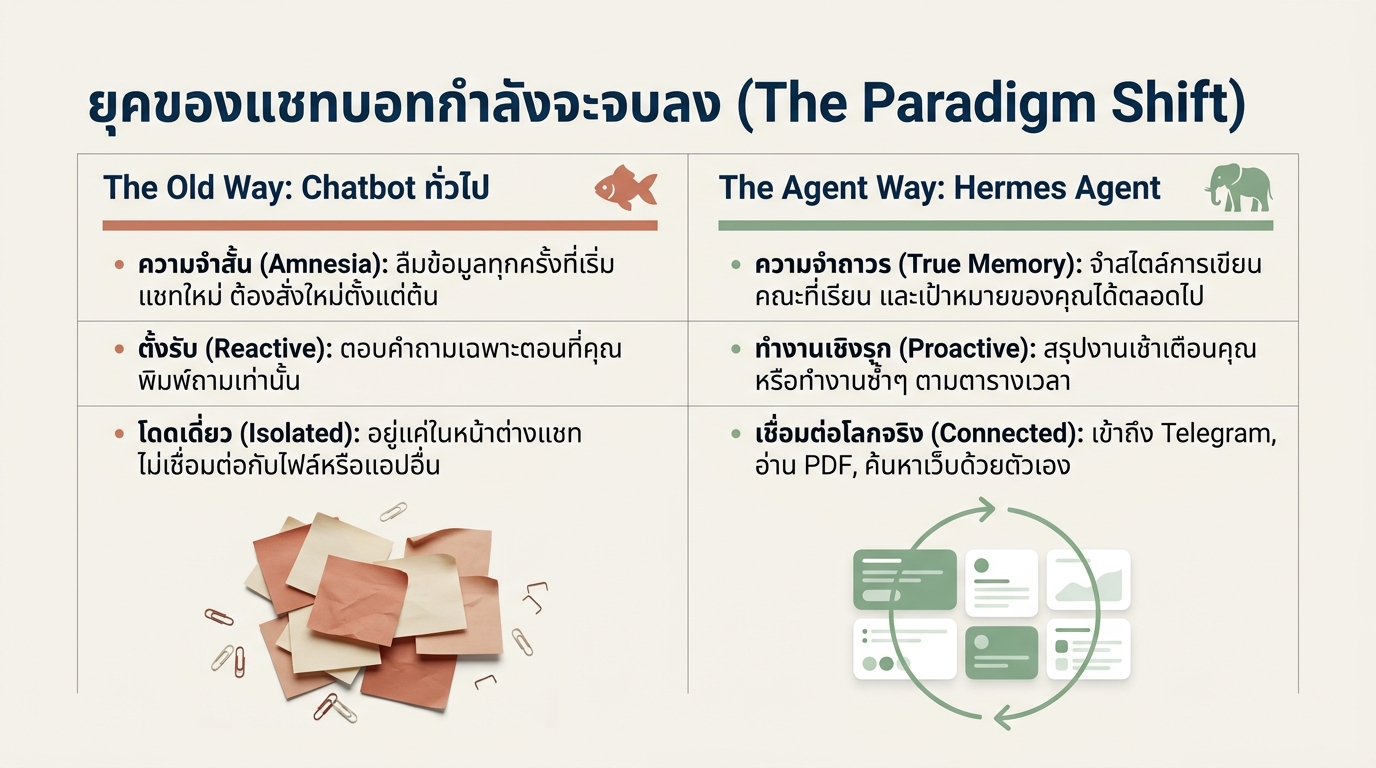 ยุคของแชทบอทกำลังจะจบลง (The Paradigm Shift)
The Old Way: Chatbot ทั่วไป
ความจำสั้น (Amnesia): ลืมข้อมูลทุกครั้งที่เริ่ม
แชทใหม่ ต้องสั่งใหม่ตั้งแต่ต้น
ตั้งรับ (Reactive): ตอบคำถามเฉพาะตอนที่คุณ
พิมพ์ถามเท่านั้น
โดดเดี่ยว (Isolated): อยู่แค่ในหน้าต่างแชท
ไม่เชื่อมต่อกับไฟล์หรือแอปอื่น
The Agent Way: Hermes Agent
ความจำถาวร (True Memory): จำสไตล์การเขียน
คณะที่เรียน และเป้าหมายของคุณได้ตลอดไป
ทำงานเชิงรุก (Proactive): สรุปงานเช้าเตือนคุณ
หรือทำงานซ้ำๆ ตามตารางเวลา
เชื่อมต่อโลกจริง (Connected): เข้าถึง Telegram,
อ่าน PDF, ค้นหาเว็บด้วยตัวเอง